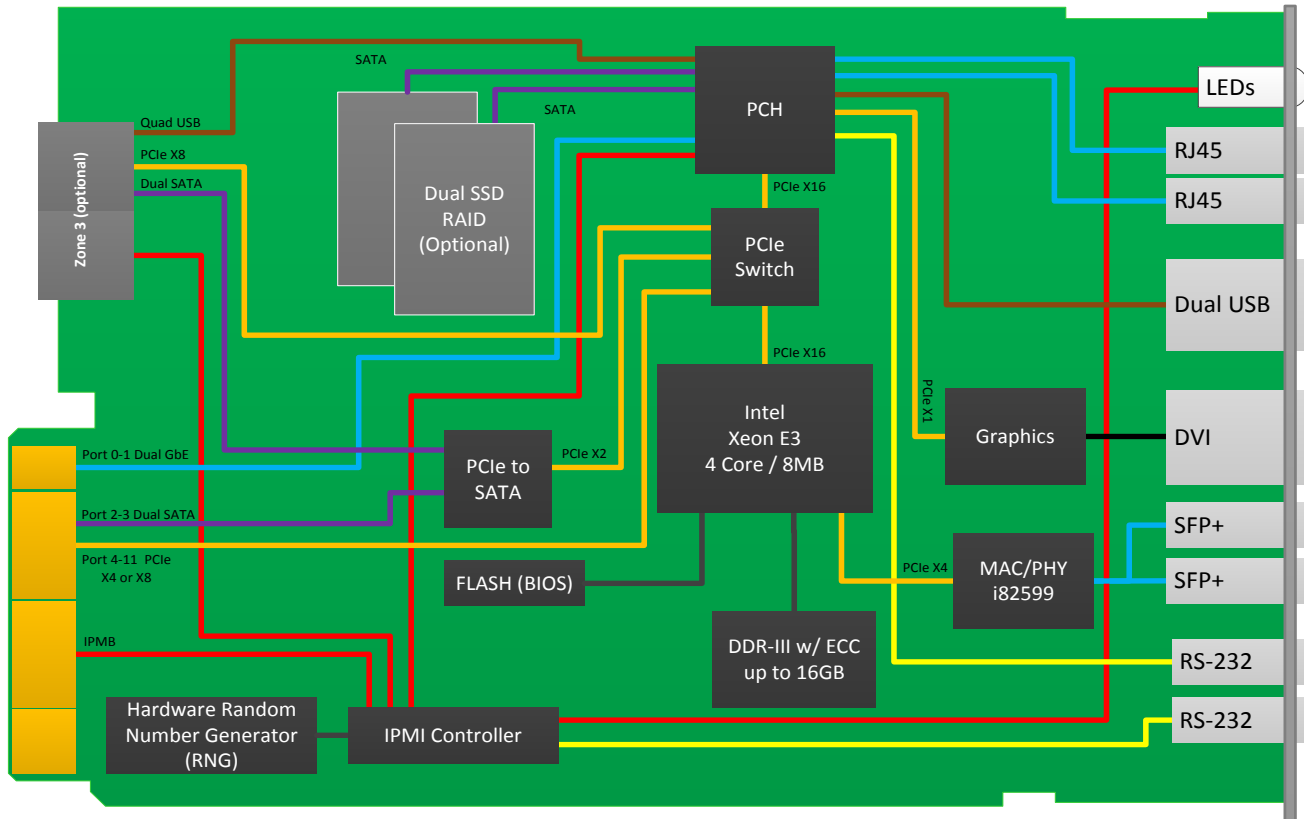 SATA
PCH
LEDs
SATA
Quad USB
RJ45
PCIe X8
Dual SATA
Zone 3 (optional)
Dual SSD
RAID
(Optional)
PCIe X16
RJ45
PCIe
Switch
Dual USB
PCIe X16
Intel
Xeon E3
4 Core / 8MB
PCIe X1
Graphics
DVI
Port 0-1 Dual GbE
PCIe to
SATA
PCIe X2
Port 2-3 Dual SATA
SFP+
Port 4-11 PCIe
X4 or X8
FLASH (BIOS)
PCIe X4
MAC/PHY
i82599
SFP+
IPMB
DDR-III w/ ECC
up to 16GB
RS-232
Hardware Random
Number Generator
(RNG)
IPMI Controller
RS-232